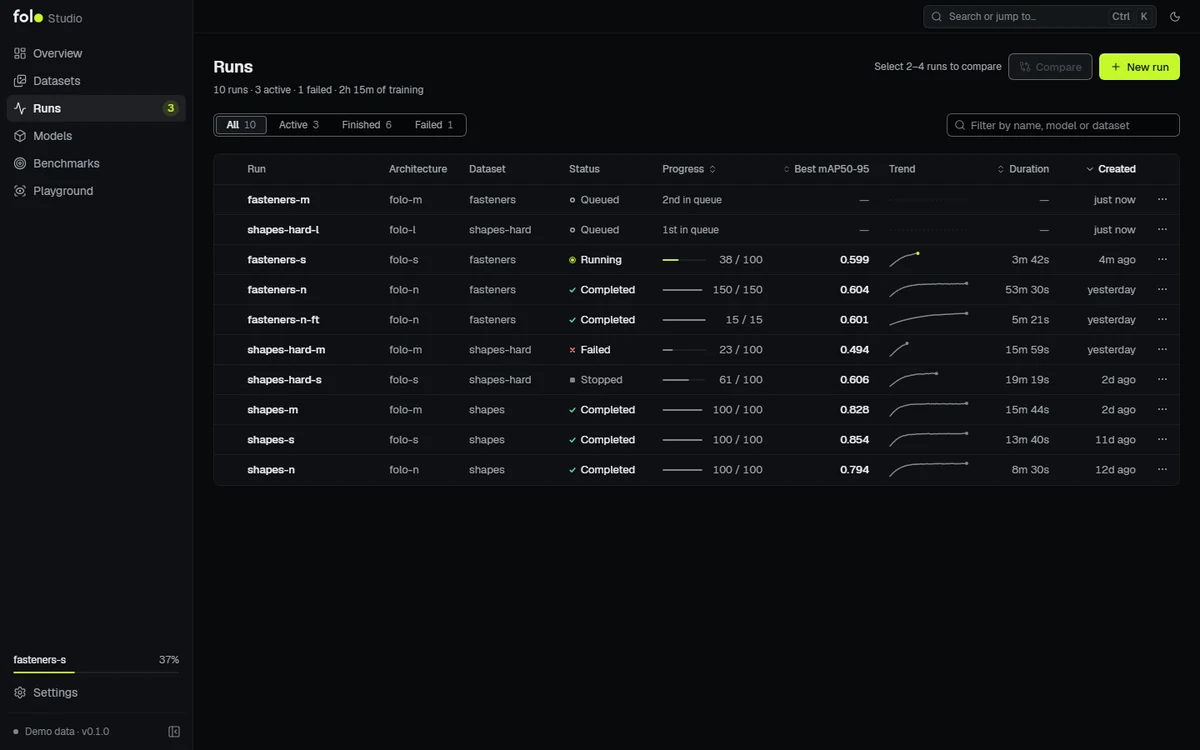 folo Studio
Search or jump to... Ctrl K
Overview
Datasets
Runs 3
Models
Benchmarks
Playground
Runs
10 runs · 3 active · 1 failed · 2h 15m of training
Select 2–4 runs to compare
Compare
+ New run
All 10 Active 3 Finished 6 Failed 1
Filter by name, model or dataset
Run Architecture Dataset Status Progress Best mAP50-95 Trend Duration Created
fasteners-m folo-m fasteners Queued 2nd in queue — — just now
shapes-hard-l folo-l shapes-hard Queued 1st in queue — — just now
fasteners-s folo-s fasteners Running 38 / 100 0.599 3m 42s 4m ago
fasteners-n folo-n fasteners Completed 150 / 150 0.604 53m 30s yesterday
fasteners-n-ft folo-n fasteners Completed 15 / 15 0.601 5m 21s yesterday
shapes-hard-m folo-m shapes-hard Failed 23 / 100 0.494 15m 59s yesterday
shapes-hard-s folo-s shapes-hard Stopped 61 / 100 0.606 19m 19s 2d ago
shapes-m folo-m shapes Completed 100 / 100 0.828 15m 44s 2d ago
shapes-s folo-s shapes Completed 100 / 100 0.854 13m 40s 11d ago
shapes-n folo-n shapes Completed 100 / 100 0.794 8m 30s 12d ago
fasteners-s 37%
Settings
Demo data · v0.1.0